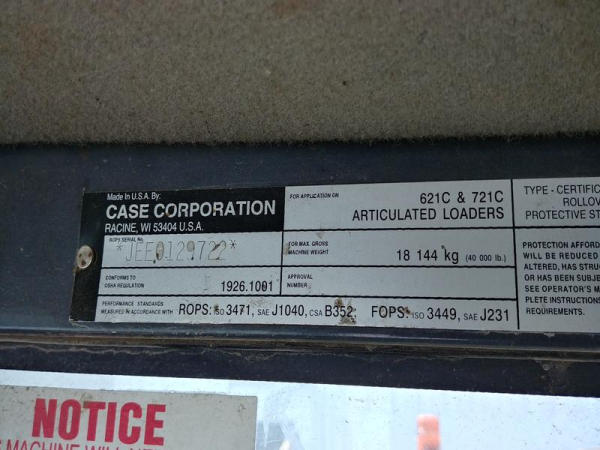 Made In U.S.A. By:
CASE CORPORATION
RACINE, WI 53404 U.S.A.
ROPS SERIAL No.
*JEE0129722*
CONFORMS TO
OSHA REGULATION 1926.1001
FOR APPLICATION ON
621C & 721C
ARTICULATED LOADERS
FOR MAX. GROSS
MACHINE WEIGHT 18 144 kg (40 000 lb.)
APPROVAL
NUMBER
PERFORMANCE STANDARDS
MEASURED IN ACCORDANCE WITH ROPS: ISO 3471, SAE J1040, CSA B352; FOPS: ISO 3449, SAE J231
TYPE - CERTIFIC
ROLLOV
PROTECTIVE ST
PROTECTION AFFORD
WILL BE REDUCED
ALTERED, HAS STRU
OR HAS BEEN SUBJE
SEE OPERATOR'S M
PLETE INSTRUCTIONS
REQUIREMENTS.
NOTICE
MACHINE WILL